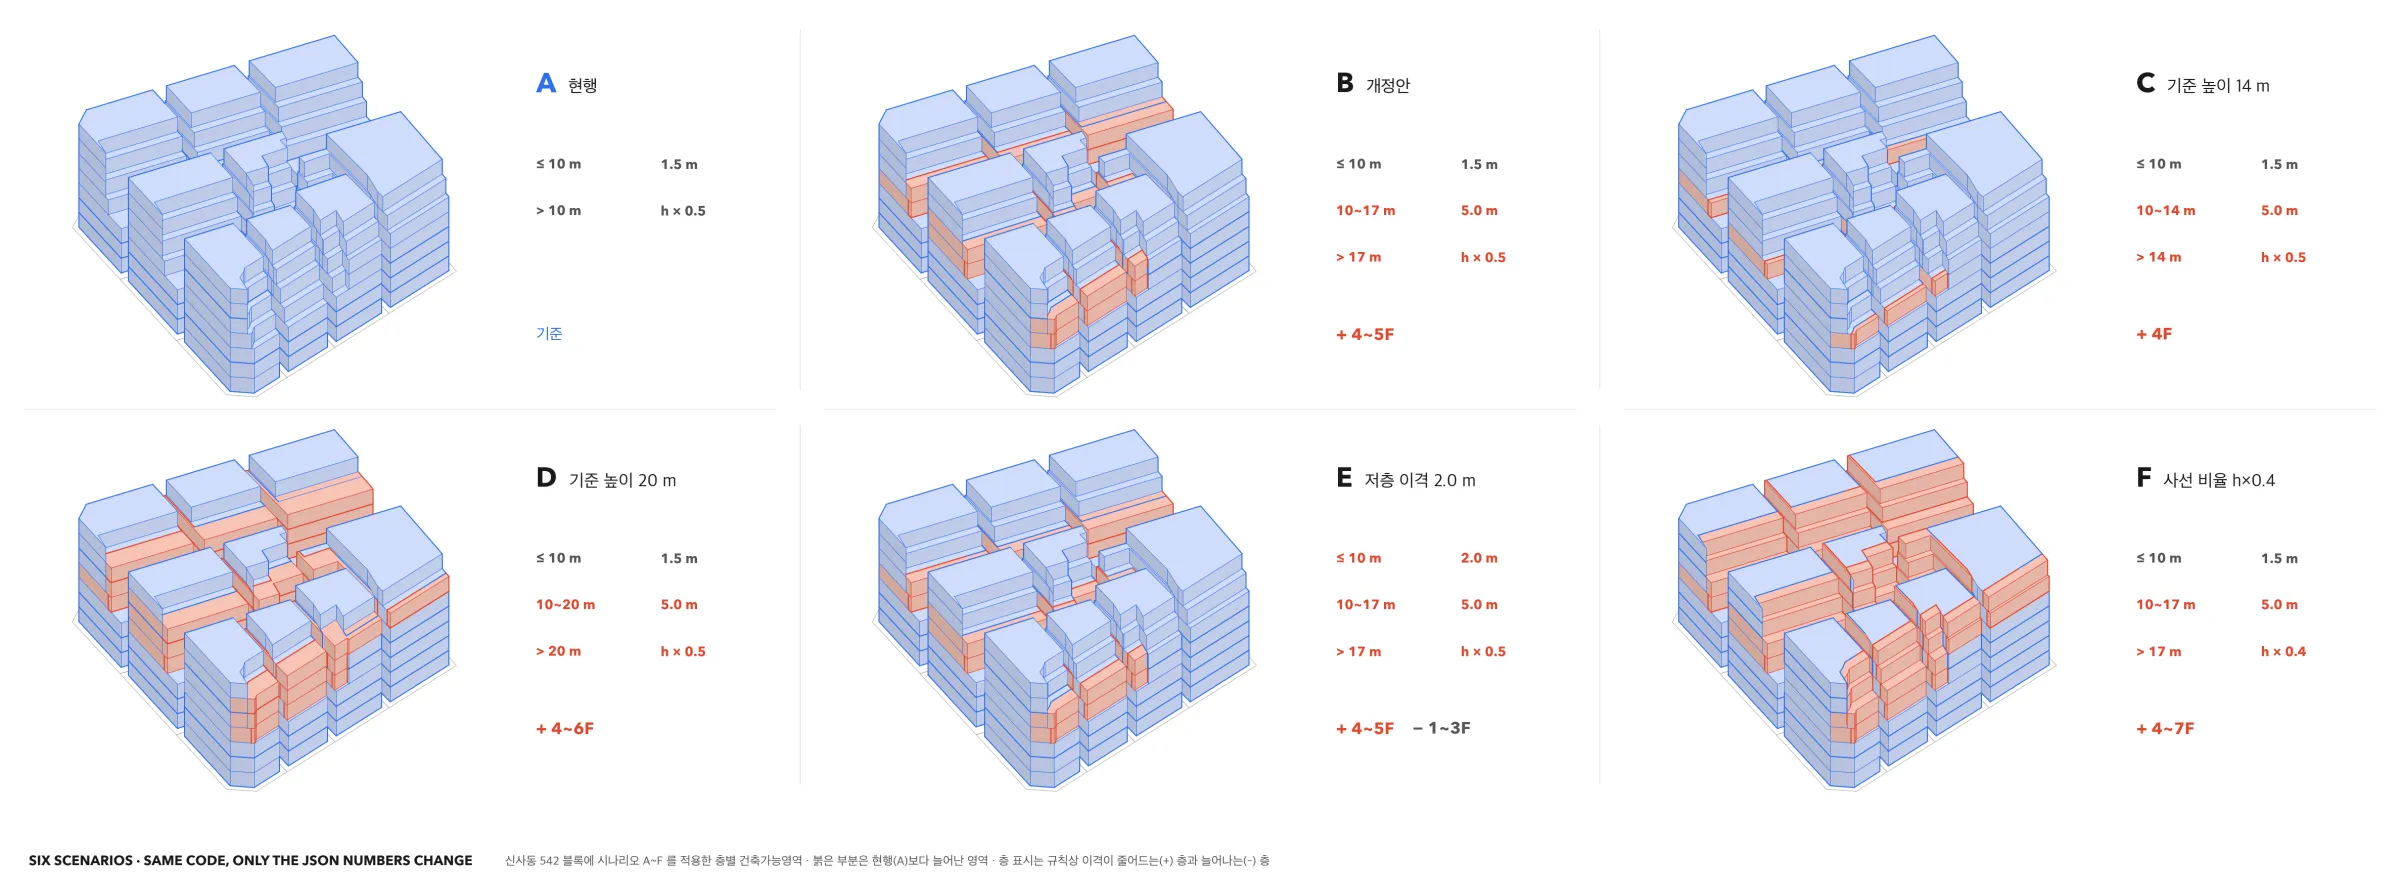 A 현행
≤ 10 m 1.5 m
> 10 m h × 0.5
기준
B 개정안
≤ 10 m 1.5 m
10~17 m 5.0 m
> 17 m h × 0.5
+ 4~5F
C 기준 높이 14 m
≤ 10 m 1.5 m
10~14 m 5.0 m
> 14 m h × 0.5
+ 4F
D 기준 높이 20 m
≤ 10 m 1.5 m
10~20 m 5.0 m
> 20 m h × 0.5
+ 4~6F
E 저층 이격 2.0 m
≤ 10 m 2.0 m
10~17 m 5.0 m
> 17 m h × 0.5
+ 4~5F − 1~3F
F 사선 비율 h×0.4
≤ 10 m 1.5 m
10~17 m 5.0 m
> 17 m h × 0.4
+ 4~7F
SIX SCENARIOS · SAME CODE, ONLY THE JSON NUMBERS CHANGE 신사동 542 블록에 시나리오 A~F 를 적용한 층별 건축가능영역 · 붉은 부분은 현행(A)보다 늘어난 영역 · 층 표시는 규칙상 이격이 줄어드는(+) 층과 늘어나는(-) 층